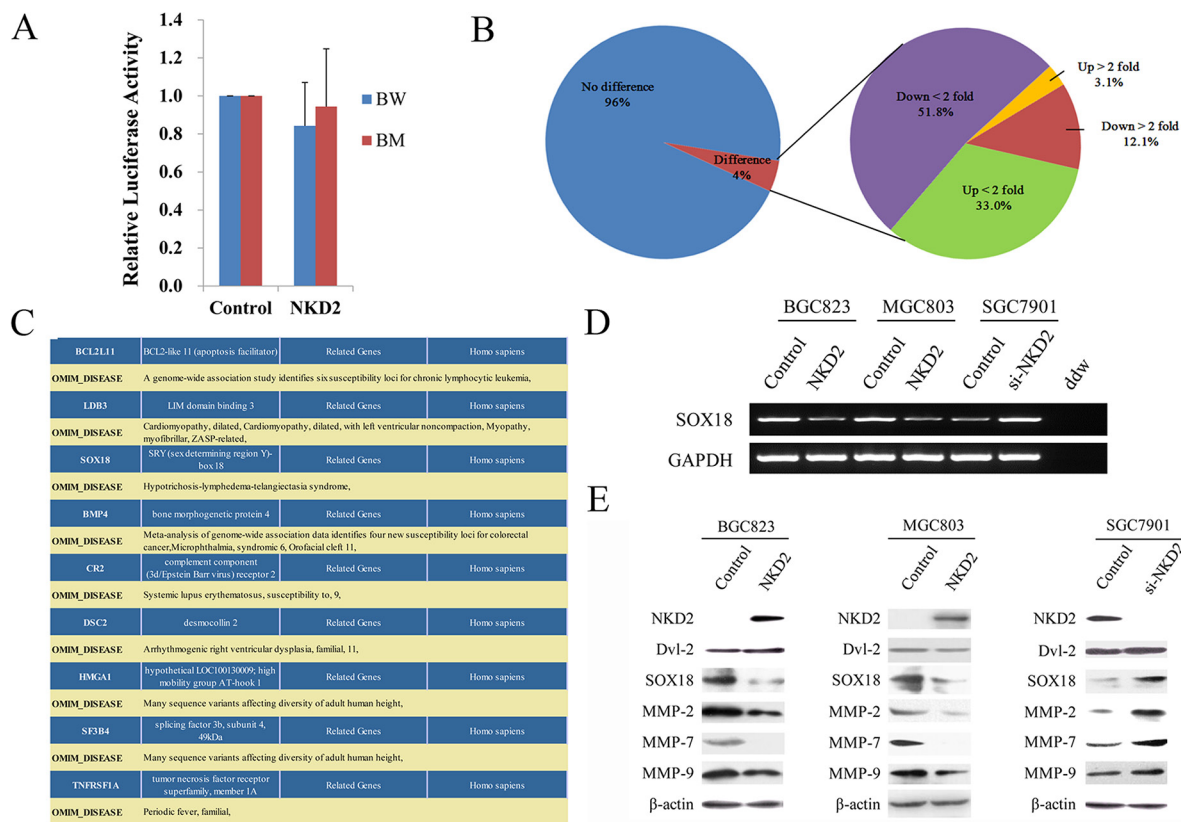 A
Relative Luciferase Activity
1.4
1.2
1.0
0.8
0.6
0.4
0.2
0.0
Control
NKD2
BW
BM
B
No difference
96%
Difference
4%
Down < 2 fold
51.8%
Up > 2 fold
3.1%
Down > 2 fold
12.1%
Up < 2 fold
33.0%
C
BCL2L11 BCL2-like 11 (apoptosis facilitator) Related Genes Homo sapiens
OMIM_DISEASE A genome-wide association study identifies six susceptibility loci for chronic lymphocytic leukemia,
LDB3 LIM domain binding 3 Related Genes Homo sapiens
OMIM_DISEASE Cardiomyopathy, dilated, Cardiomyopathy, dilated, with left ventricular noncompaction, Myopathy,
myofibrillar, ZASP-related,
SOX18 SRY (sex determining region Y)-
box 18 Related Genes Homo sapiens
OMIM_DISEASE Hypotrichosis-lymphedema-telangiectasia syndrome,
BMP4 bone morphogenetic protein 4 Related Genes Homo sapiens
OMIM_DISEASE Meta-analysis of genome-wide association data identifies four new susceptibility loci for colorectal
cancer,Microphthalmia, syndromic 6, Orofacial cleft 11,
CR2 complement component
(3d/Epstein Barr virus) receptor 2 Related Genes Homo sapiens
OMIM_DISEASE Systemic lupus erythematosus, susceptibility to, 9,
DSC2 desmocollin 2 Related Genes Homo sapiens
OMIM_DISEASE Arrhythmogenic right ventricular dysplasia, familial, 11,
HMGA1 hypothetical LOC100130009; high
mobility group AT-hook 1 Related Genes Homo sapiens
OMIM_DISEASE Many sequence variants affecting diversity of adult human height,
SF3B4 splicing factor 3b, subunit 4,
49kDa Related Genes Homo sapiens
OMIM_DISEASE Many sequence variants affecting diversity of adult human height,
TNFRSF1A tumor necrosis factor receptor
superfamily, member 1A Related Genes Homo sapiens
OMIM_DISEASE Periodic fever, familial,
D
BGC823 MGC803 SGC7901
Control NKD2 Control NKD2 Control si-NKD2 ddw
SOX18
GAPDH
E
BGC823
Control NKD2
NKD2
Dvl-2
SOX18
MMP-2
MMP-7
MMP-9
β-actin
MGC803
Control NKD2
NKD2
Dvl-2
SOX18
MMP-2
MMP-7
MMP-9
β-actin
SGC7901
Control si-NKD2
NKD2
Dvl-2
SOX18
MMP-2
MMP-7
MMP-9
β-actin